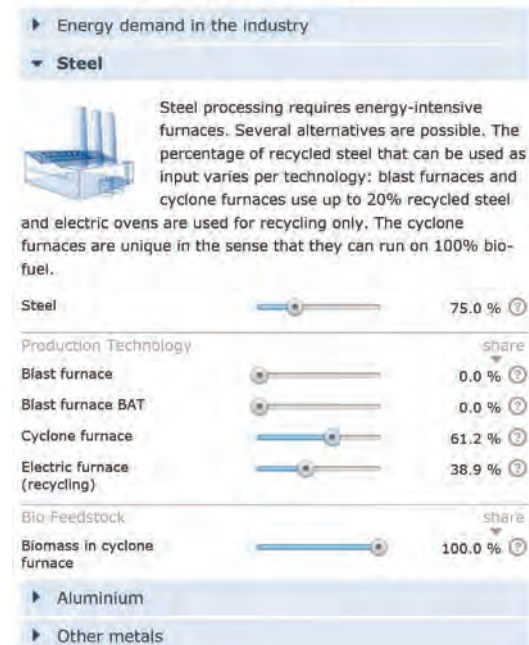 Energy demand in the industry
Steel
Steel processing requires energy-intensive
furnaces. Several alternatives are possible. The
percentage of recycled steel that can be used as
input varies per technology: blast furnaces and
cyclone furnaces use up to 20% recycled steel
and electric ovens are used for recycling only. The cyclone
furnaces are unique in the sense that they can run on 100% bio-
fuel.
Steel 75.0 % ?
Production Technology share
Blast furnace 0.0 % ?
Blast furnace BAT 0.0 % ?
Cyclone furnace 61.2 % ?
Electric furnace 38.9 % ?
(recycling)
Bio Feedstock share
Biomass in cyclone 100.0 % ?
furnace
Aluminium
Other metals